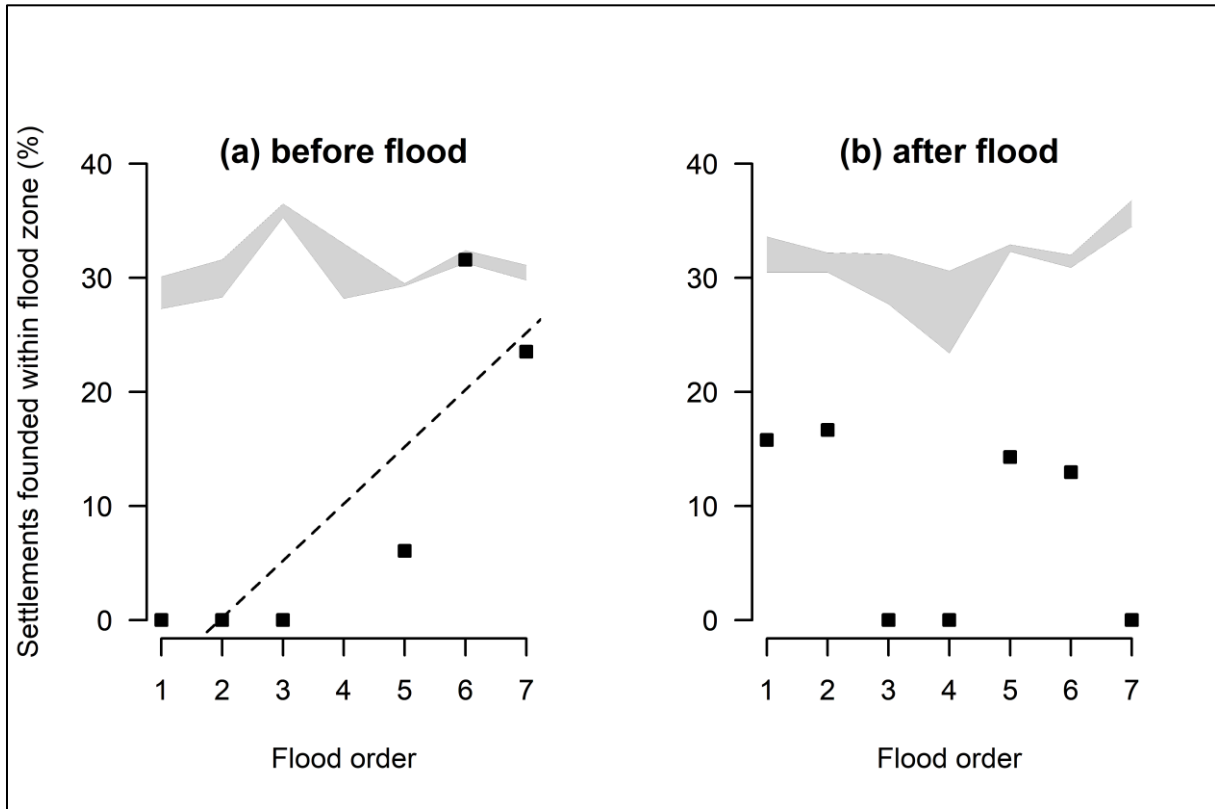 Settlements founded within flood zone (%)
(a) before flood
40
30
20
10
0
1 2 3 4 5 6 7
Flood order
(b) after flood
40
30
20
10
0
1 2 3 4 5 6 7
Flood order